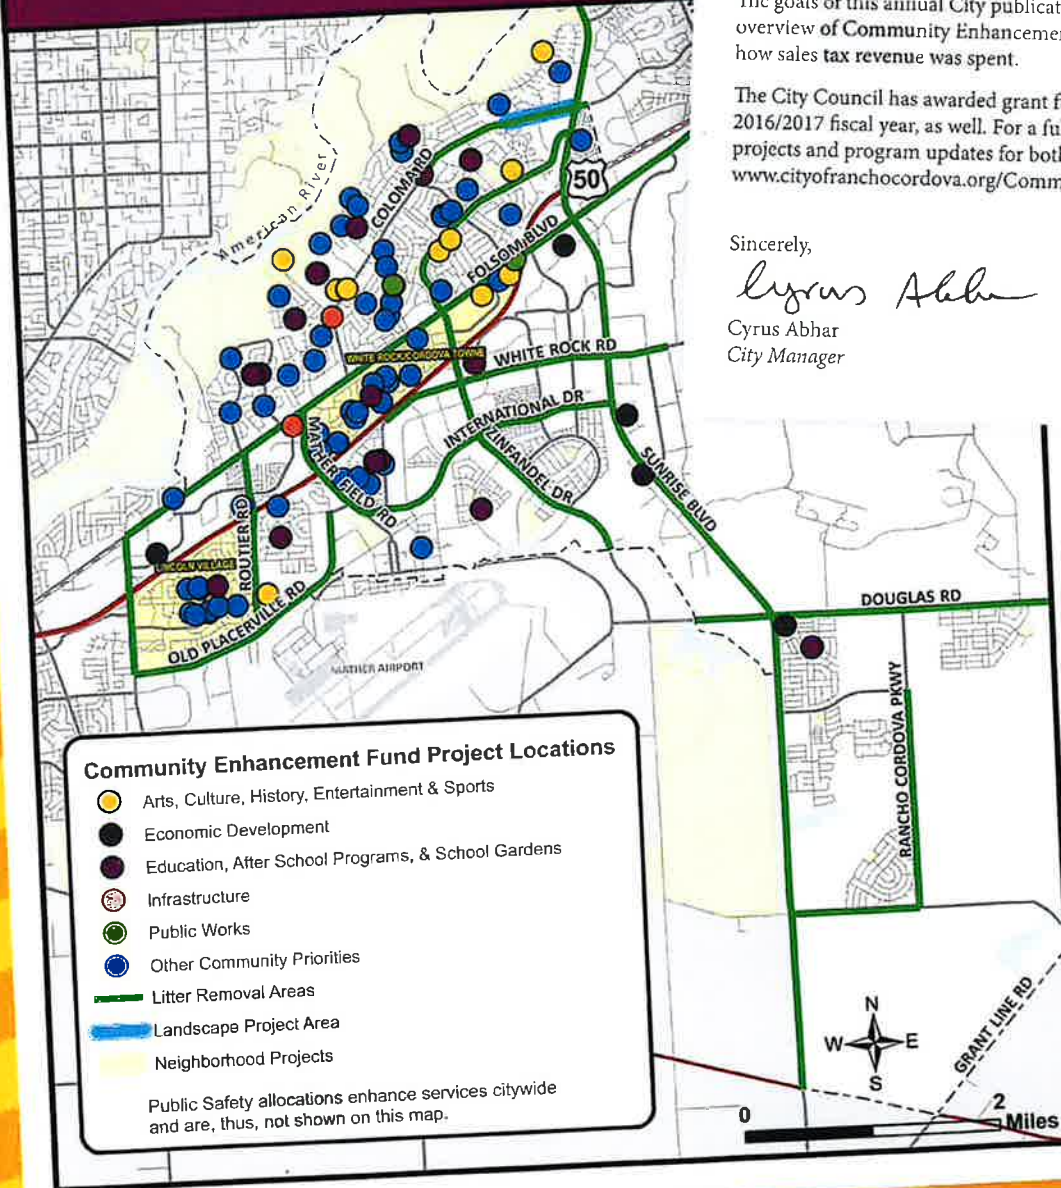 The goals of this annual City publicat
overview of Community Enhancemen
how sales tax revenue was spent.
The City Council has awarded grant f
2016/2017 fiscal year, as well. For a fu
projects and program updates for both
www.cityofranchocordova.org/Comm
Sincerely,
Cyrus Abhar
City Manager
American River
COLOMA RD
50
FOLSOM BLVD
WHITE ROCK/CORDOVA TOWNE
WHITE ROCK RD
INTERNATIONAL DR
ZINFANDEL DR
MATHER FIELD RD
SUNRISE BLVD
ROUTIER RD
LINCOLN VILLAGE
OLD PLACERVILLE RD
MATHER AIRPORT
DOUGLAS RD
RANCHO CORDOVA PKWY
GRANT LINE RD
Community Enhancement Fund Project Locations
Arts, Culture, History, Entertainment & Sports
Economic Development
Education, After School Programs, & School Gardens
Infrastructure
Public Works
Other Community Priorities
Litter Removal Areas
Landscape Project Area
Neighborhood Projects
Public Safety allocations enhance services citywide
and are, thus, not shown on this map.
N
W E
S
0 2
Miles